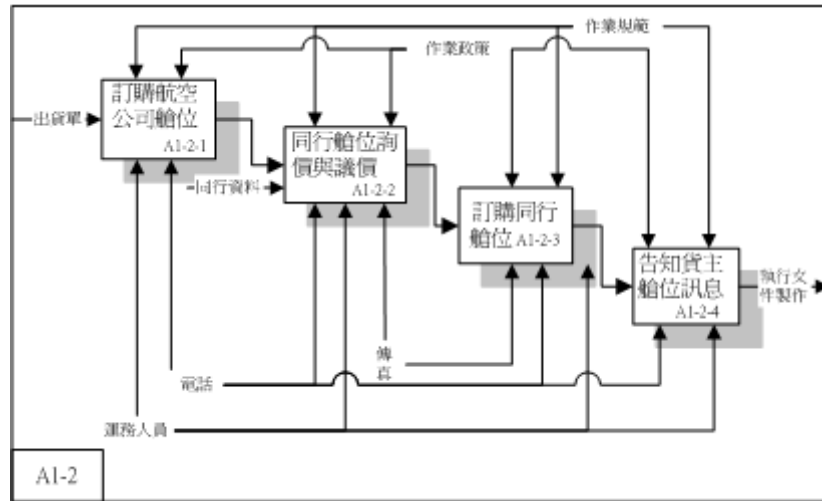 作業規範
作業政策
訂購航空
公司艙位
A1-2-1
出貨單
同行艙位詢
價與議價
A1-2-2
同行資料
訂購同行
艙位 A1-2-3
告知貨主
艙位訊息
A1-2-4
執行文
件製作
傳
真
電話
運務人員
A1-2